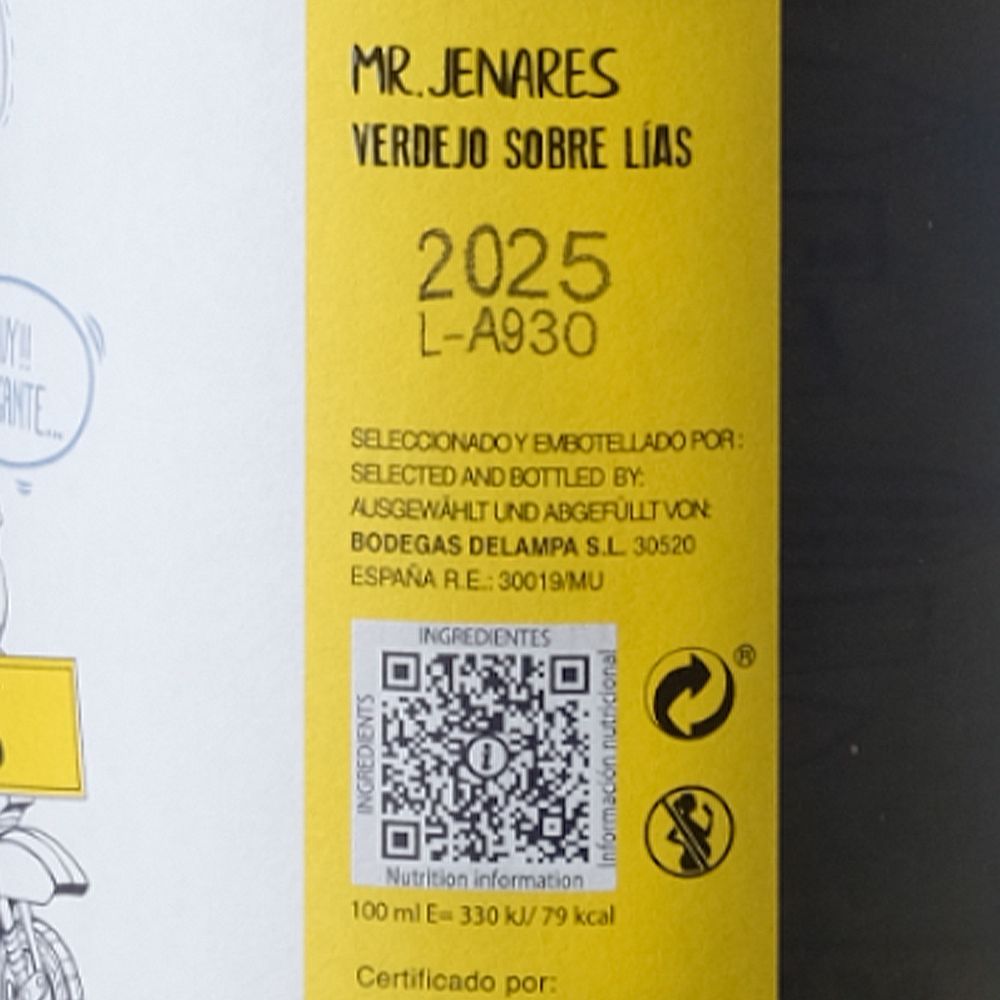 MR. JENARES
VERDEJO SOBRE LÍAS
2025
L-A930
SELECCIONADO Y EMBOTELLADO POR:
SELECTED AND BOTTLED BY:
AUSGEWÄHLT UND ABGEFÜLLT VON:
BODEGAS DELAMPA S.L. 30520
ESPAÑA R.E.: 30019/MU
INGREDIENTES
INGREDIENTS
Información nutricional
Nutrition information
®
100 ml E= 330 kJ/ 79 kcal
Certificado por: